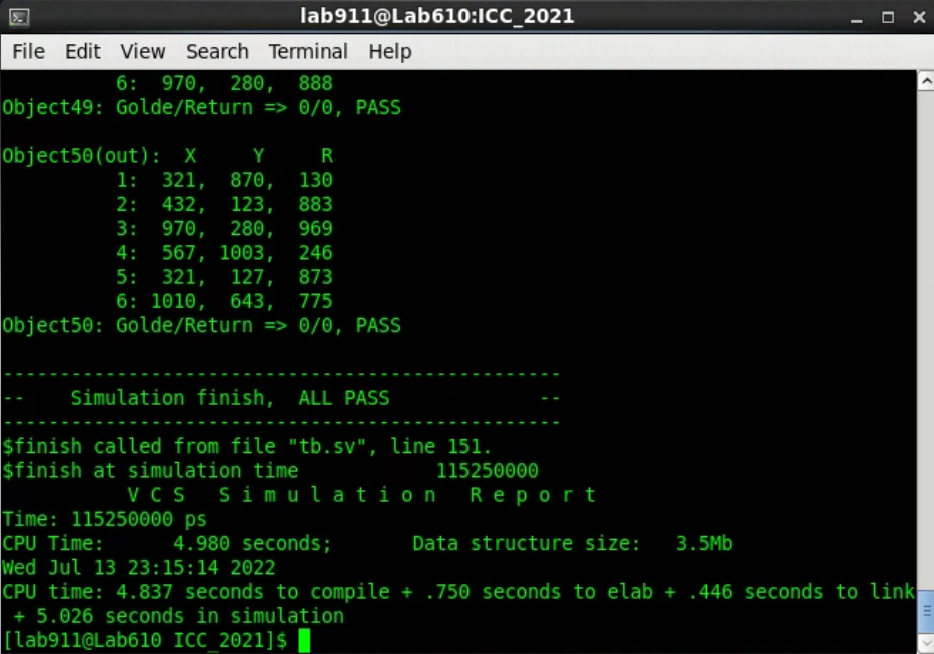 lab911@Lab610:ICC_2021
File Edit View Search Terminal Help
6: 970, 280, 888
Object49: Golde/Return => 0/0, PASS
Object50(out): X Y R
1: 321, 870, 130
2: 432, 123, 883
3: 970, 280, 969
4: 567, 1003, 246
5: 321, 127, 873
6: 1010, 643, 775
Object50: Golde/Return => 0/0, PASS
--------------------------------------------------
-- Simulation finish, ALL PASS --
--------------------------------------------------
$finish called from file "tb.sv", line 151.
$finish at simulation time 115250000
V C S S i m u l a t i o n R e p o r t
Time: 115250000 ps
CPU Time: 4.980 seconds; Data structure size: 3.5Mb
Wed Jul 13 23:15:14 2022
CPU time: 4.837 seconds to compile + .750 seconds to elab + .446 seconds to link
+ 5.026 seconds in simulation
[lab911@Lab610 ICC_2021]$